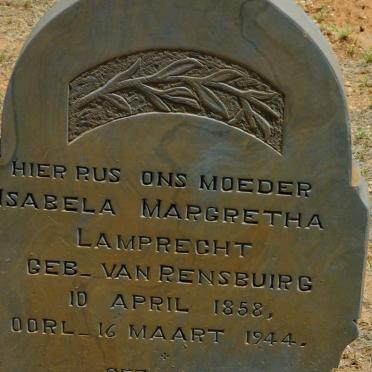 HIER RUS ONS MOEDER
ISABELA MARGRETHA
LAMPRECHT
GEB_ VAN RENSBUIRG
10 APRIL 1858,
OORL_ 16 MAART 1944.